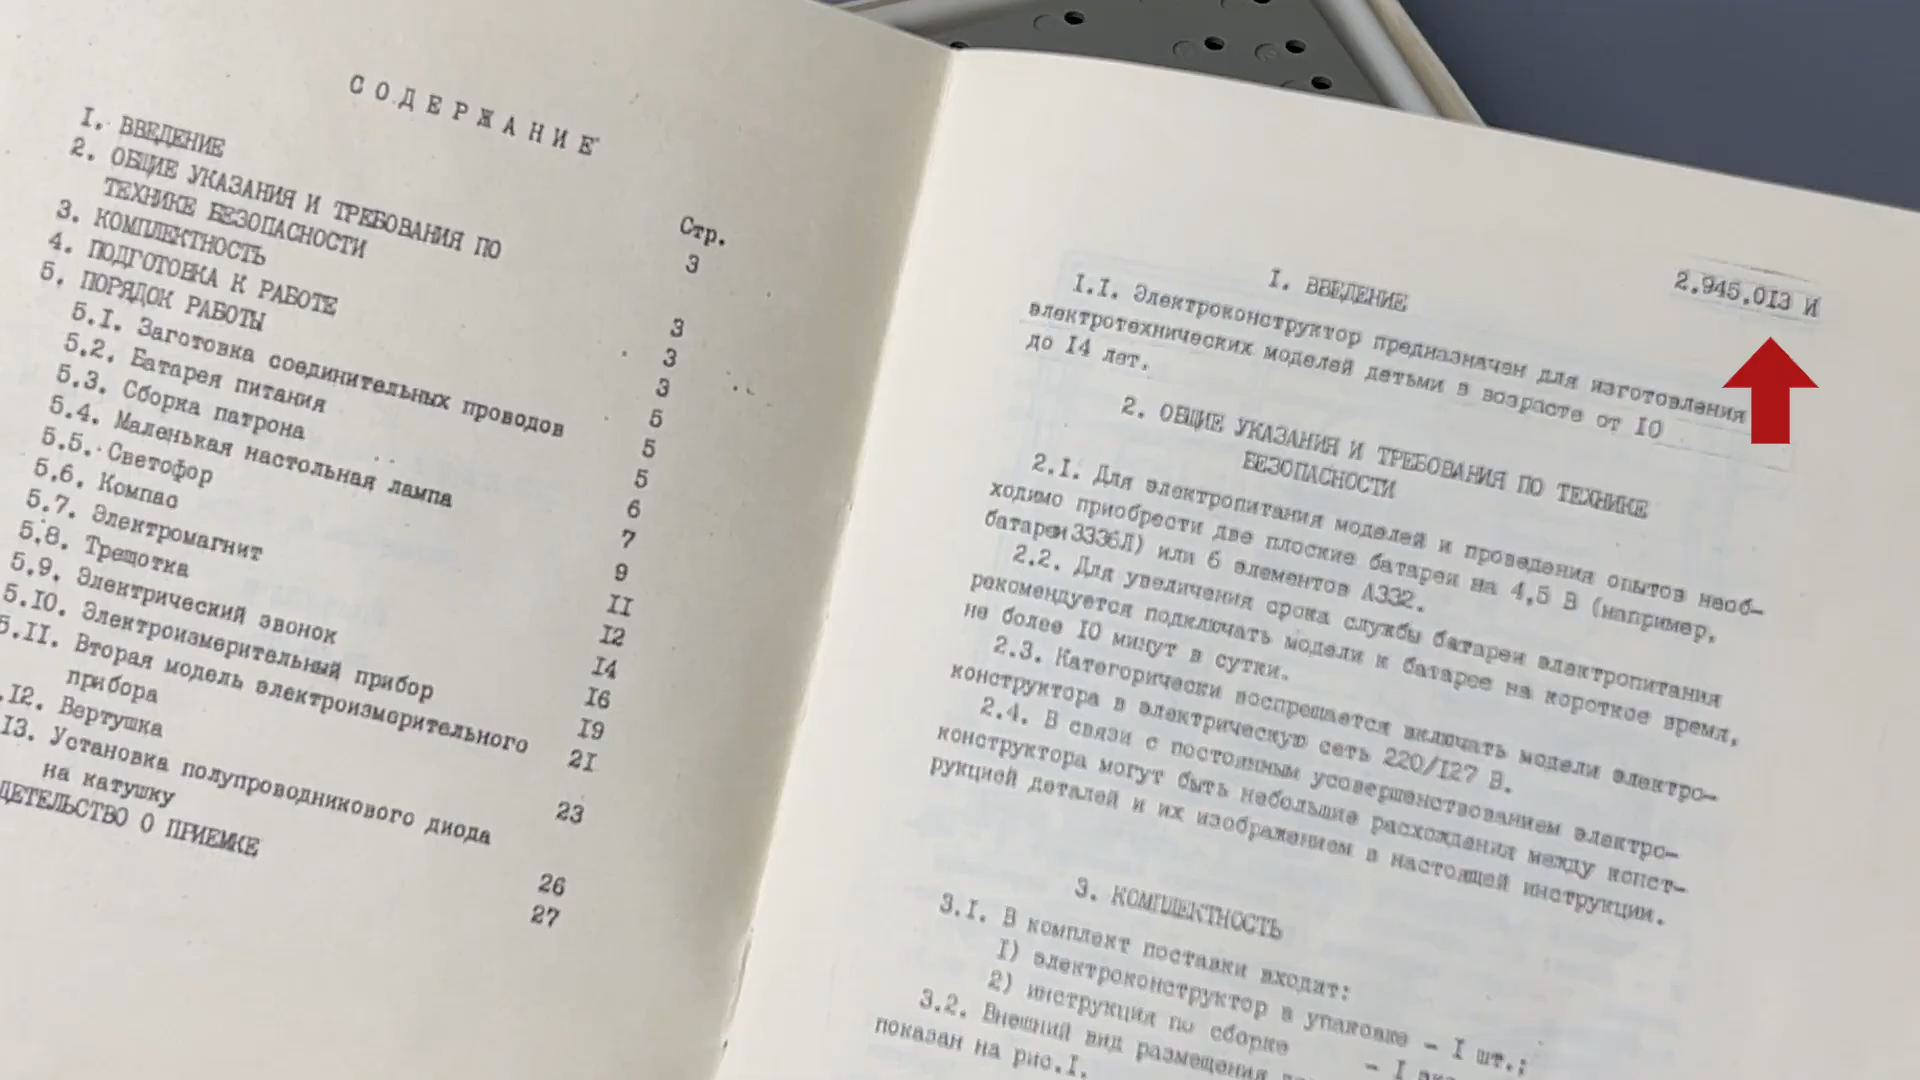 СОДЕРЖАНИЕ
Стр.
I. ВВЕДЕНИЕ 3
2. ОБЩИЕ УКАЗАНИЯ И ТРЕБОВАНИЯ ПО
ТЕХНИКЕ БЕЗОПАСНОСТИ 3
3. КОМПЛЕКТНОСТЬ 3
4. ПОДГОТОВКА К РАБОТЕ 3
5. ПОРЯДОК РАБОТЫ 5
5.I. Заготовка соединительных проводов 5
5.2. Батарея питания 5
5.3. Сборка патрона 6
5.4. Маленькая настольная лампа 7
5.5. Светофор 9
5.6. Компас II
5.7. Электромагнит I2
5.8. Трещотка I4
5.9. Электрический звонок I6
5.I0. Электроизмерительный прибор I9
5.II. Вторая модель электроизмерительного
прибора 2I
.I2. Вертушка 23
I3. Установка полупроводникового диода
на катушку 26
ДЕТЕЛЬСТВО О ПРИЕМКЕ 27
2.945.0I3 И
I. ВВЕДЕНИЕ
I.I. Электроконструктор предназначен для изготовления
электротехнических моделей детьми в возрасте от I0
до I4 лет.
2. ОБЩИЕ УКАЗАНИЯ И ТРЕБОВАНИЯ ПО ТЕХНИКЕ
БЕЗОПАСНОСТИ
2.I. Для электропитания моделей и проведения опытов необ-
ходимо приобрести две плоские батареи на 4,5 В (например,
батареи 3336Л) или 6 элементов А332.
2.2. Для увеличения срока службы батареи электропитания
рекомендуется подключать модели к батарее на короткое время,
не более I0 минут в сутки.
2.3. Категорически воспрещается включать модели электро-
конструктора в электрическую сеть 220/I27 В.
2.4. В связи с постоянным усовершенствованием электро-
конструктора могут быть небольшие расхождения между конст-
рукцией деталей и их изображением в настоящей инструкции.
3. КОМПЛЕКТНОСТЬ
3.I. В комплект поставки входит:
I) электроконструктор в упаковке – I шт.;
2) инструкция по сборке – I
3.2. Внешний вид размещения
показан на рис.I.